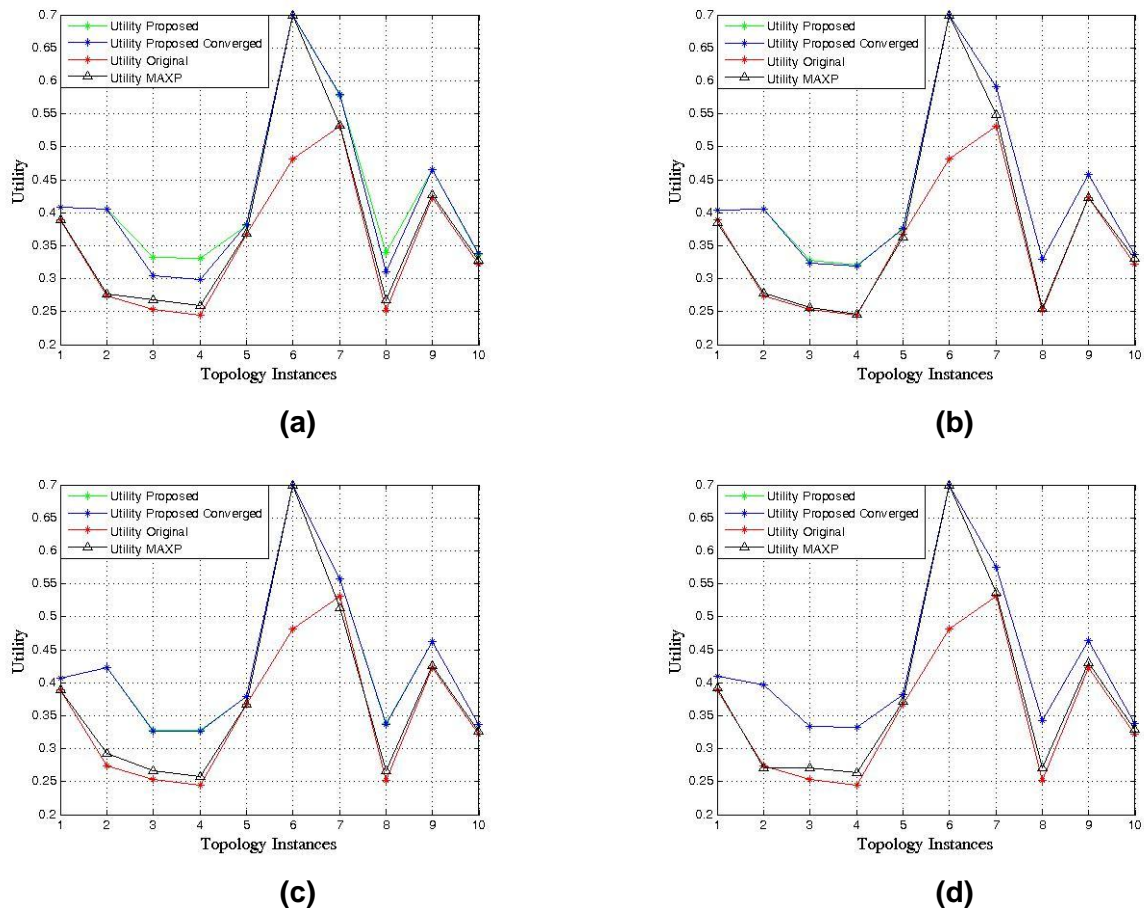 0.7
0.65
0.6
0.55
0.5
0.45
0.4
0.35
0.3
0.25
0.2
Utility
Utility Proposed
Utility Proposed Converged
Utility Original
Utility MAXP
1 2 3 4 5 6 7 8 9 10
Topology Instances
(a)
0.7
0.65
0.6
0.55
0.5
0.45
0.4
0.35
0.3
0.25
0.2
Utility
Utility Proposed
Utility Proposed Converged
Utility Original
Utility MAXP
1 2 3 4 5 6 7 8 9 10
Topology Instances
(b)
0.7
0.65
0.6
0.55
0.5
0.45
0.4
0.35
0.3
0.25
0.2
Utility
Utility Proposed
Utility Proposed Converged
Utility Original
Utility MAXP
1 2 3 4 5 6 7 8 9 10
Topology Instances
(c)
0.7
0.65
0.6
0.55
0.5
0.45
0.4
0.35
0.3
0.25
0.2
Utility
Utility Proposed
Utility Proposed Converged
Utility Original
Utility MAXP
1 2 3 4 5 6 7 8 9 10
Topology Instances
(d)